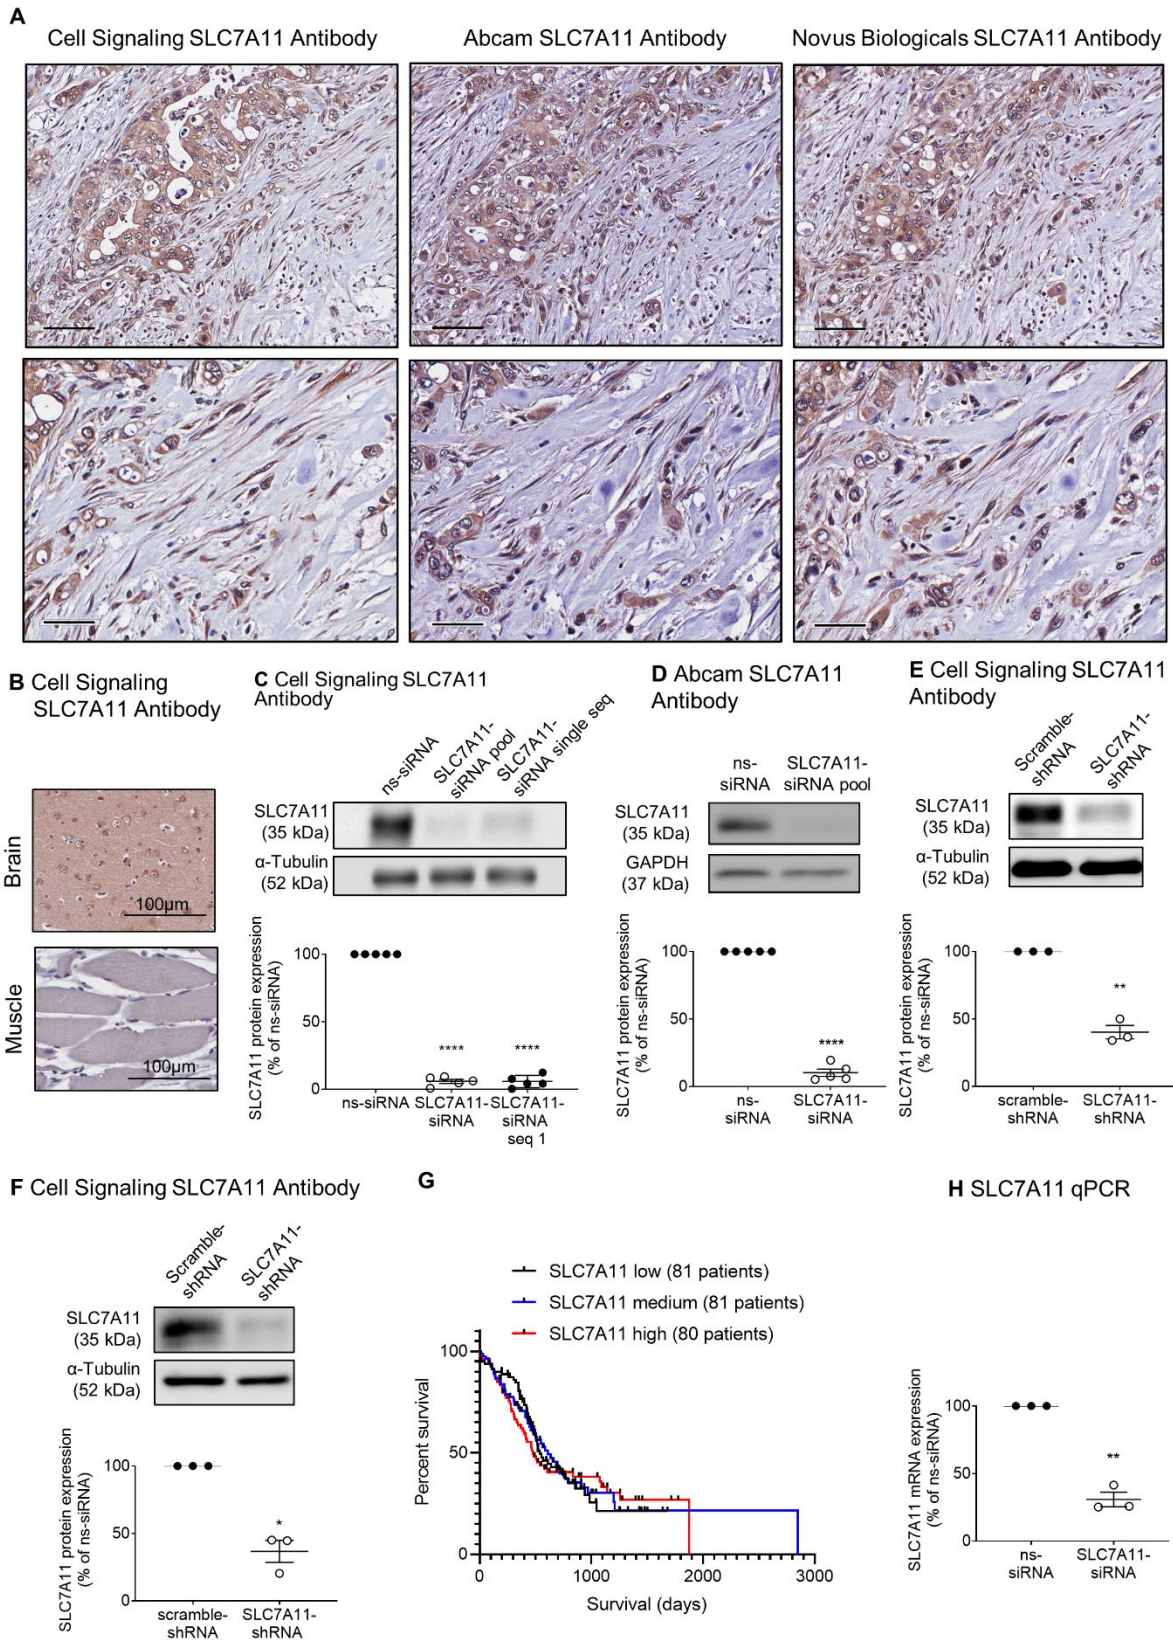 A
Cell Signaling SLC7A11 Antibody
Abcam SLC7A11 Antibody
Novus Biologicals SLC7A11 Antibody
B Cell Signaling
SLC7A11 Antibody
Brain
100µm
Muscle
100µm
C Cell Signaling SLC7A11
Antibody
ns-siRNA
SLC7A11-
siRNA pool
SLC7A11-
siRNA single seq
SLC7A11
(35 kDa)
α-Tubulin
(52 kDa)
SLC7A11 protein expression
(% of ns-siRNA)
100
50
0
****
****
ns-siRNA
SLC7A11-
siRNA
SLC7A11-
siRNA
seq 1
D Abcam SLC7A11
Antibody
ns-
siRNA
SLC7A11-
siRNA pool
SLC7A11
(35 kDa)
GAPDH
(37 kDa)
SLC7A11 protein expression
(% of ns-siRNA)
100
50
0
****
ns-
siRNA
SLC7A11-
siRNA
E Cell Signaling SLC7A11
Antibody
Scramble-
shRNA
SLC7A11-
shRNA
SLC7A11
(35 kDa)
α-Tubulin
(52 kDa)
SLC7A11 protein expression
(% of ns-siRNA)
100
50
0
**
scramble-
shRNA
SLC7A11-
shRNA
F Cell Signaling SLC7A11 Antibody
Scramble-
shRNA
SLC7A11-
shRNA
SLC7A11
(35 kDa)
α-Tubulin
(52 kDa)
SLC7A11 protein expression
(% of ns-siRNA)
100
50
0
*
scramble-
shRNA
SLC7A11-
shRNA
G
SLC7A11 low (81 patients)
SLC7A11 medium (81 patients)
SLC7A11 high (80 patients)
Percent survival
100
50
0
0
1000
2000
3000
Survival (days)
H SLC7A11 qPCR
SLC7A11 mRNA expression
(% of ns-siRNA)
100
50
0
**
ns-
siRNA
SLC7A11-
siRNA